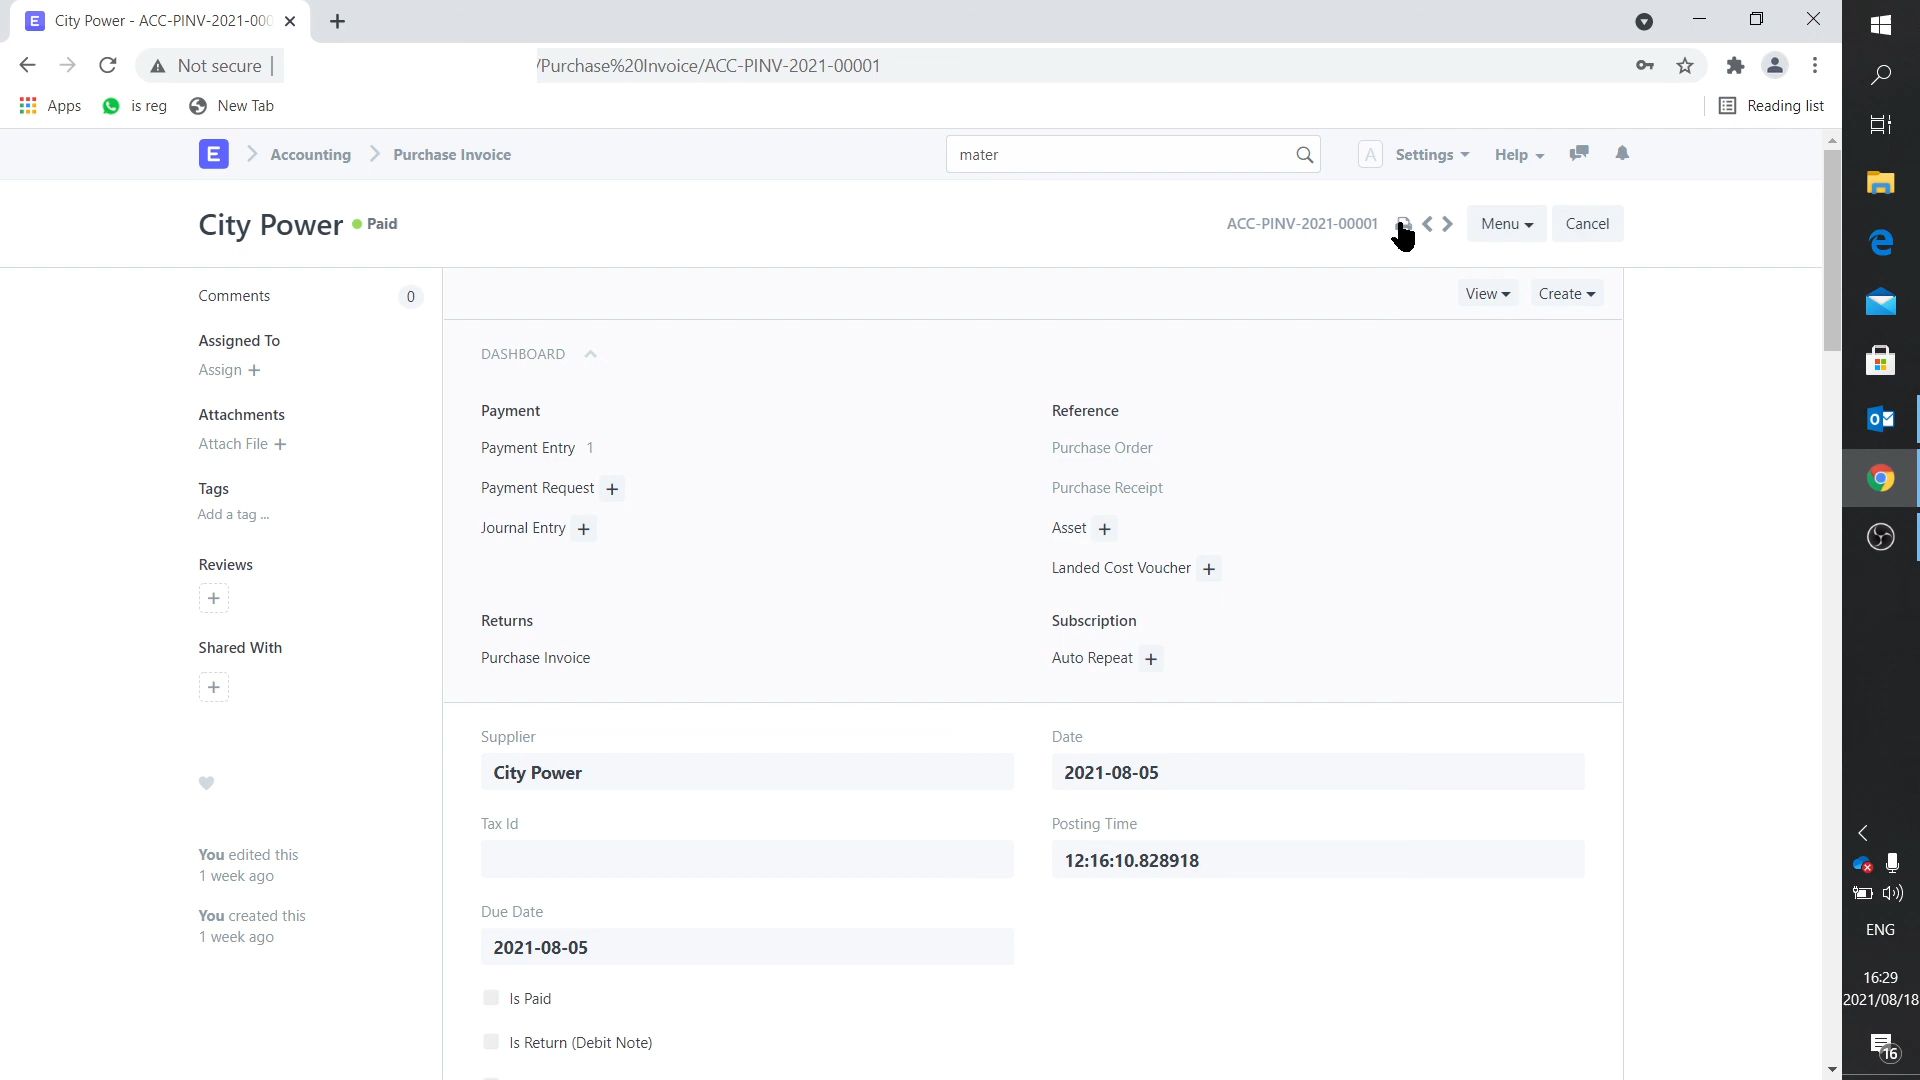 City Power - ACC-PINV-2021-000
Not secure
/Purchase%20Invoice/ACC-PINV-2021-00001
Apps
is reg
New Tab
Reading list
E
Accounting
Purchase Invoice
mater
A
Settings
Help
City Power
Paid
ACC-PINV-2021-00001
Menu
Cancel
Comments
0
View
Create
Assigned To
Assign +
DASHBOARD
Attachments
Attach File +
Payment
Reference
Payment Entry 1
Purchase Order
Tags
Add a tag ...
Payment Request +
Purchase Receipt
Journal Entry +
Asset +
Reviews
+
Landed Cost Voucher +
Shared With
+
Returns
Subscription
Purchase Invoice
Auto Repeat +
Supplier
Date
City Power
2021-08-05
Tax Id
Posting Time
12:16:10.828918
You edited this
1 week ago
You created this
1 week ago
Due Date
2021-08-05
Is Paid
Is Return (Debit Note)
ENG
16:29
2021/08/18
16